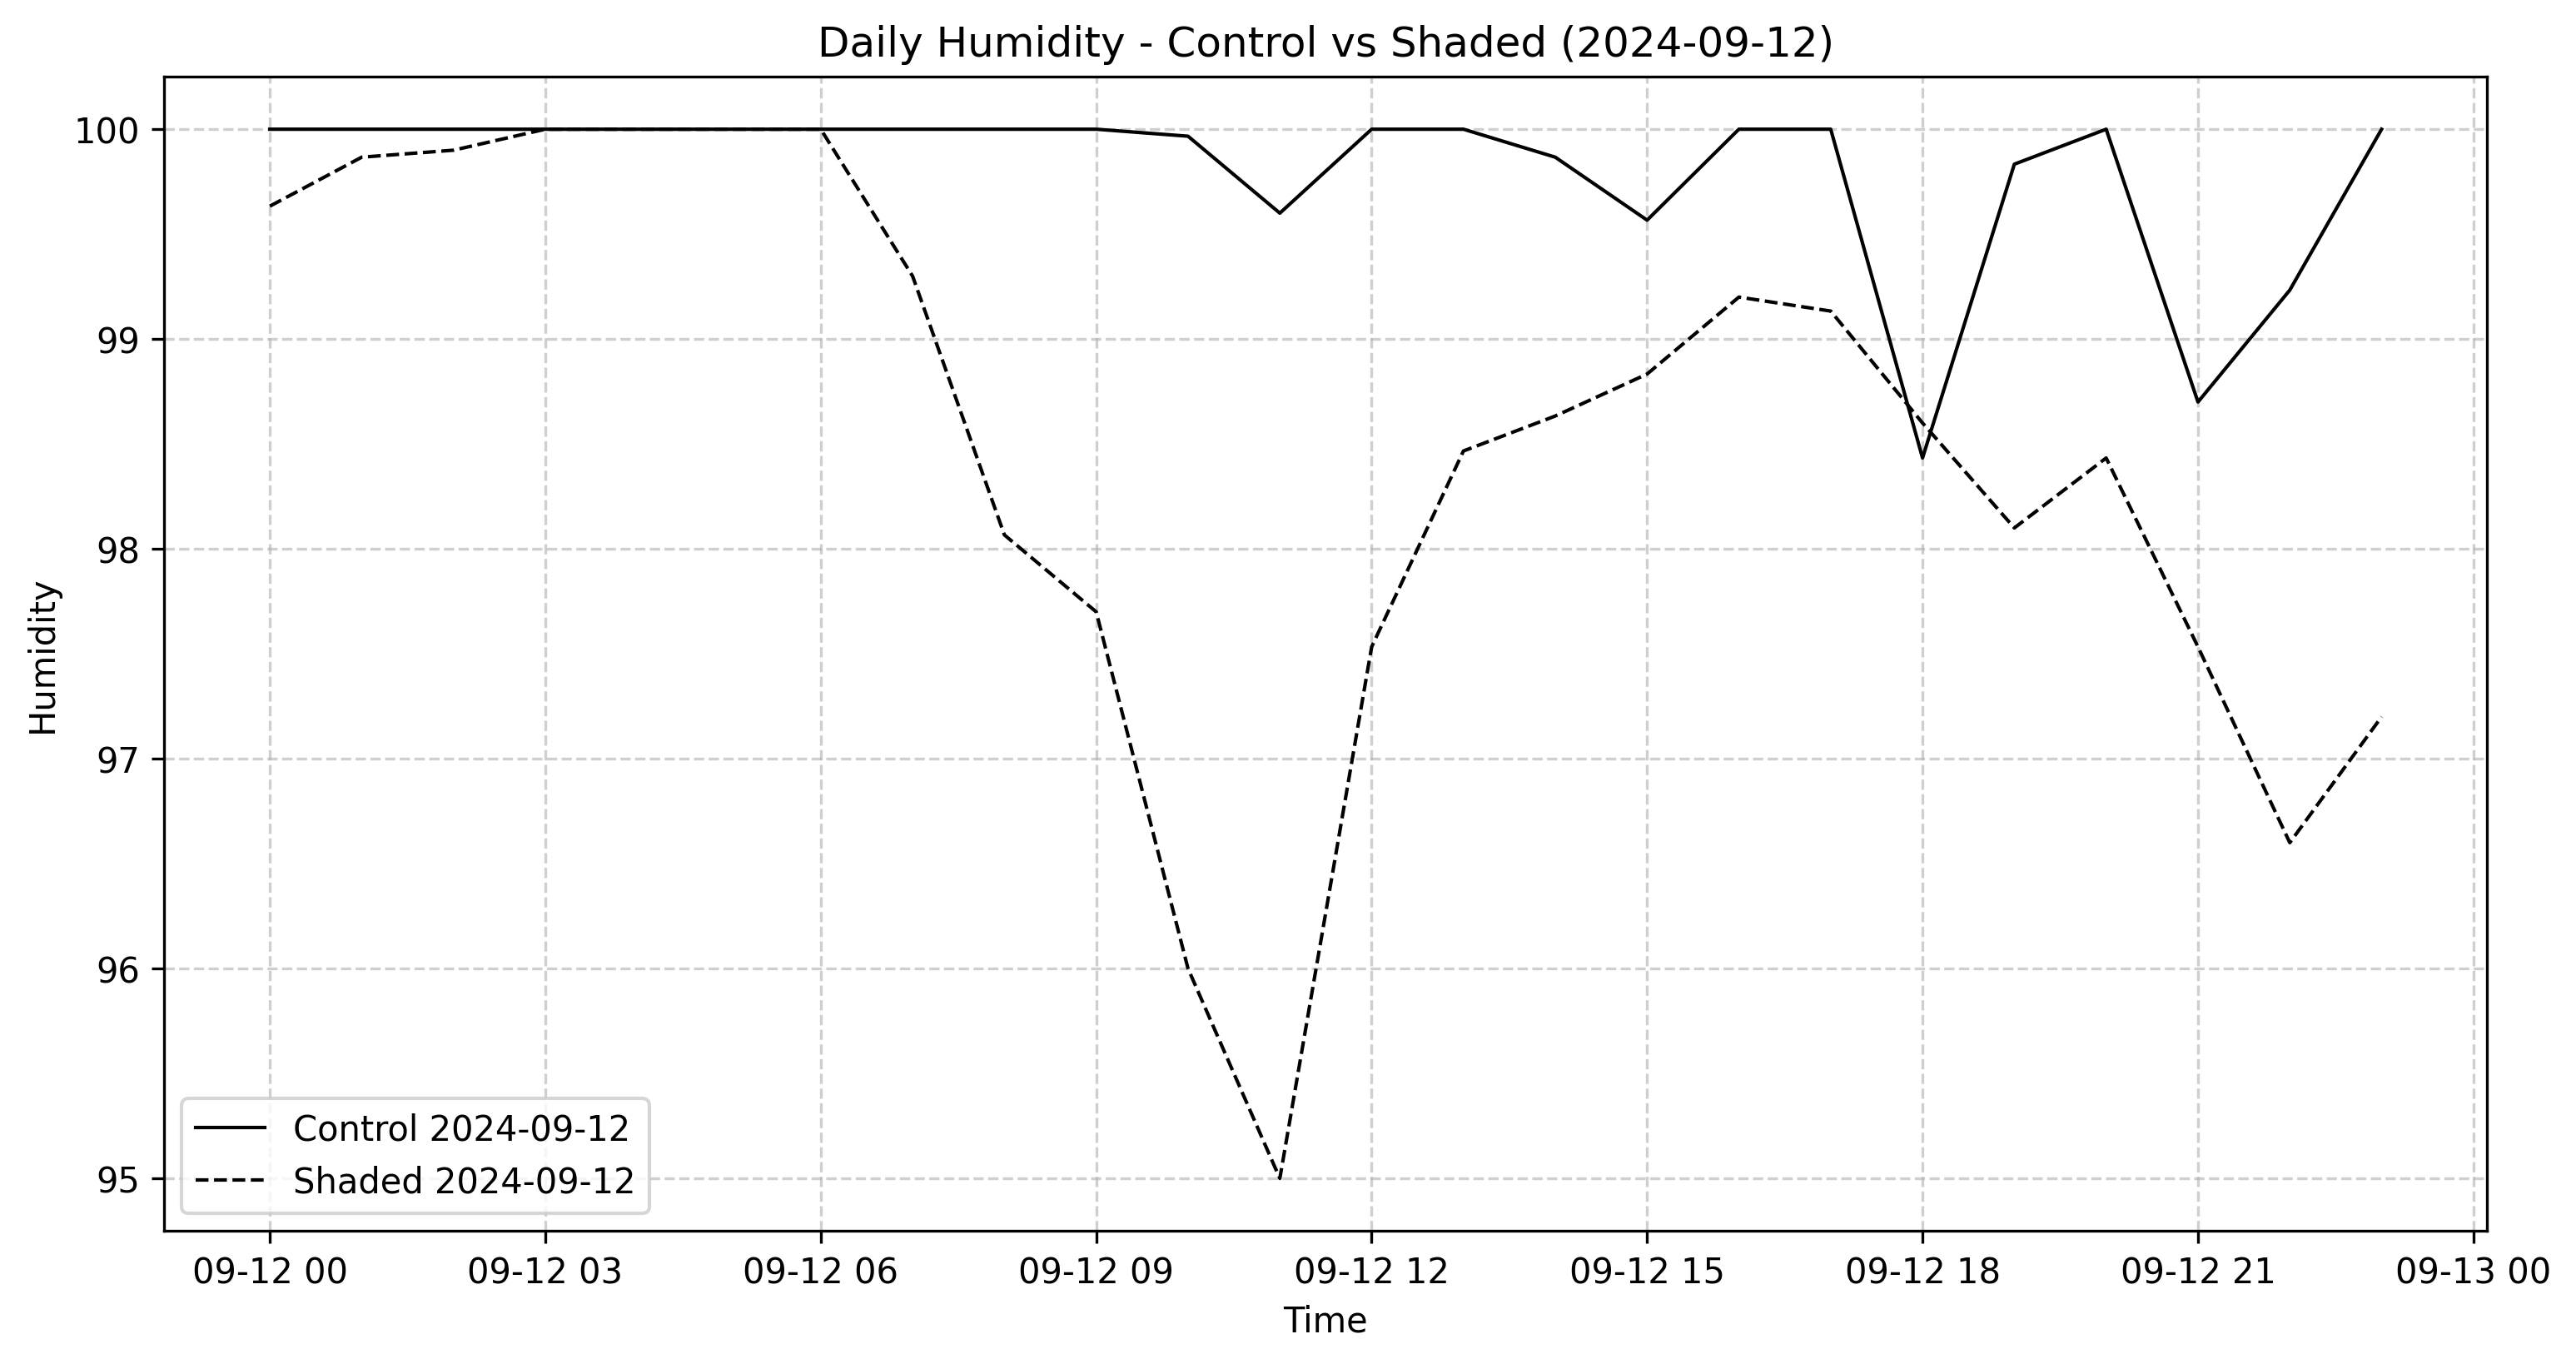 Daily Humidity - Control vs Shaded (2024-09-12)
Humidity
100
99
98
97
96
95
Control 2024-09-12
Shaded 2024-09-12
09-12 00 09-12 03 09-12 06 09-12 09 09-12 12 09-12 15 09-12 18 09-12 21 09-13 00
Time